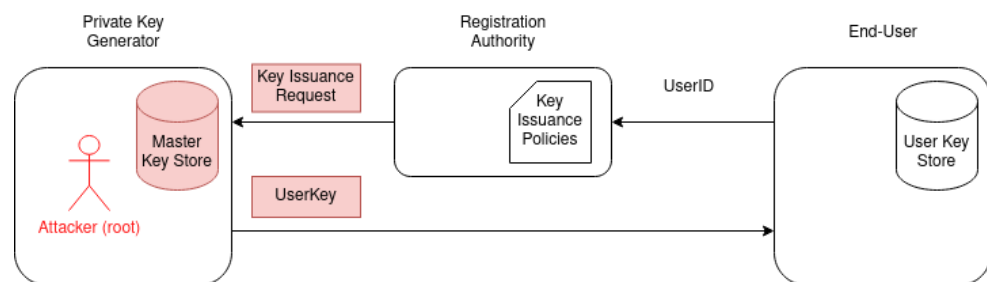 Private Key
Generator
Registration
Authority
End-User
Key Issuance
Request
UserID
Key
Issuance
Policies
Master
Key Store
User Key
Store
UserKey
Attacker (root)